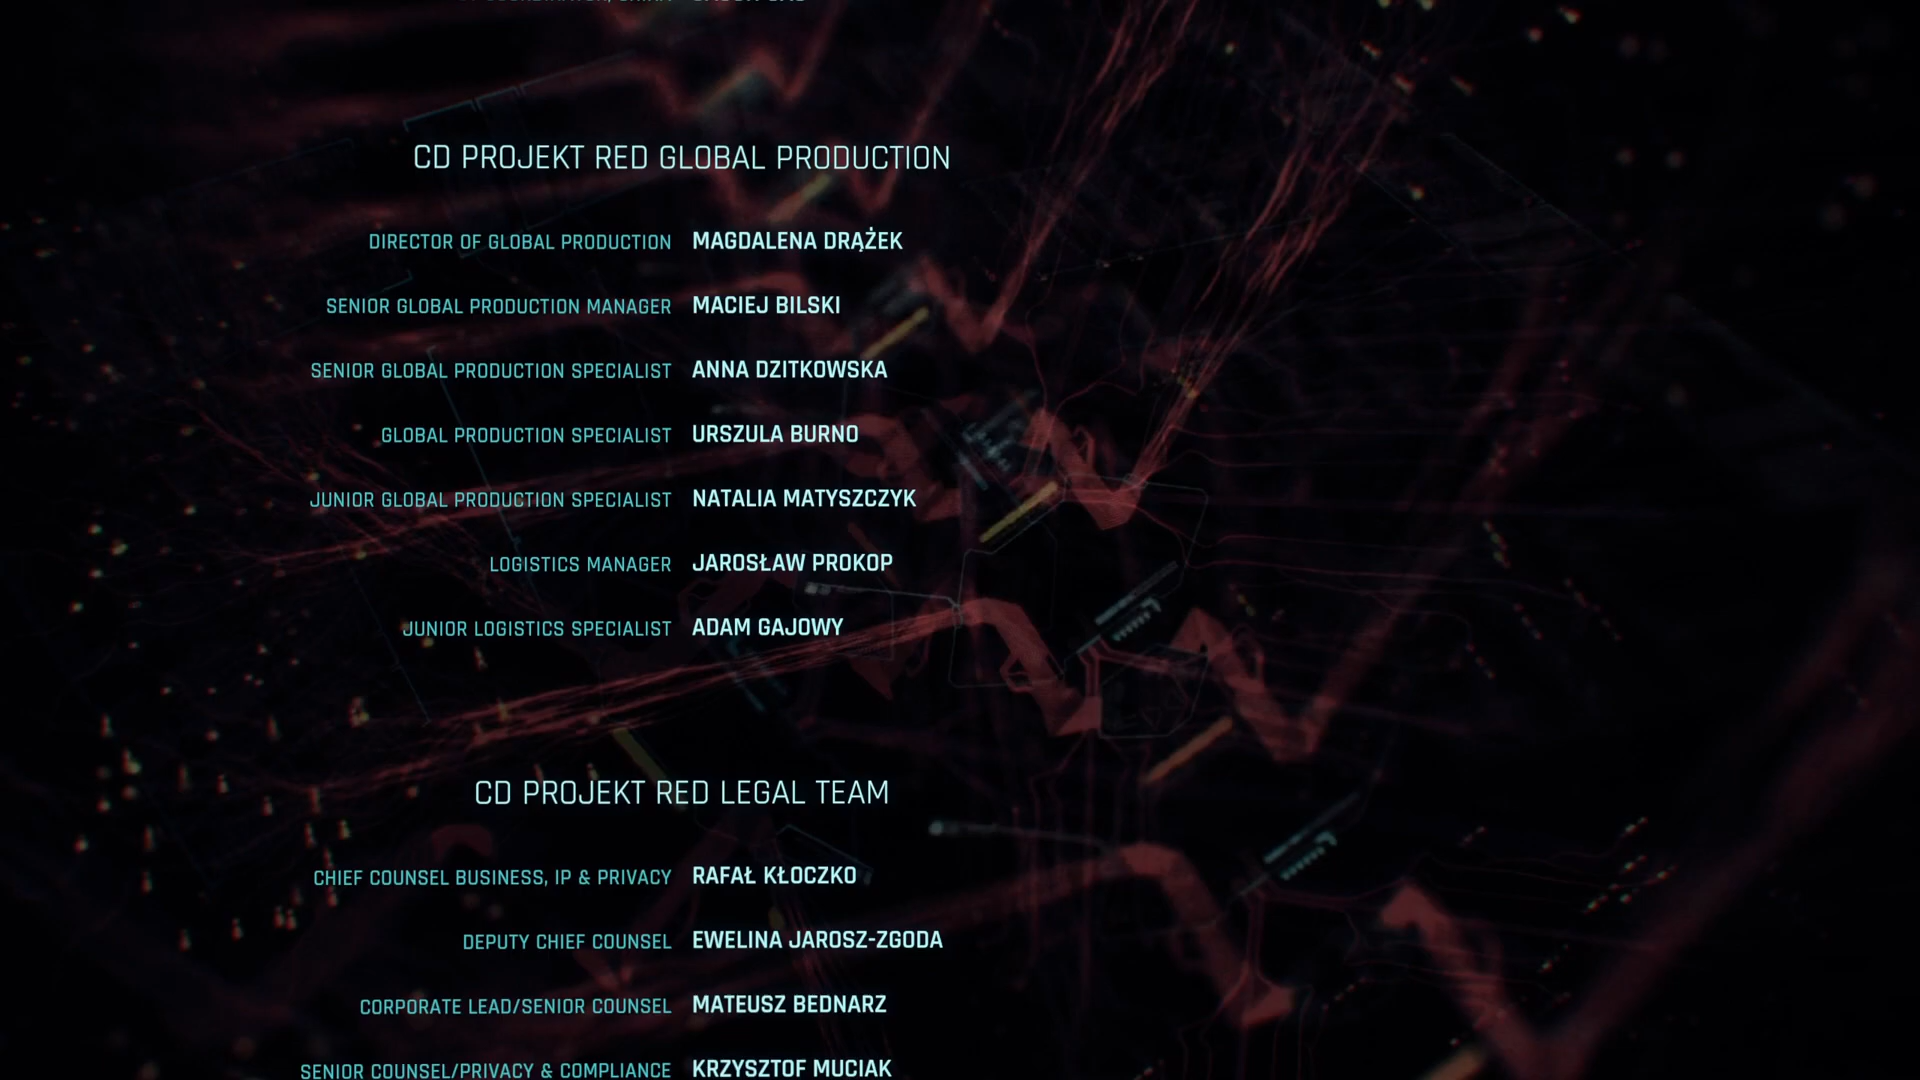 CD PROJEKT RED GLOBAL PRODUCTION
DIRECTOR OF GLOBAL PRODUCTION MAGDALENA DRĄŻEK
SENIOR GLOBAL PRODUCTION MANAGER MACIEJ BILSKI
SENIOR GLOBAL PRODUCTION SPECIALIST ANNA DZITKOWSKA
GLOBAL PRODUCTION SPECIALIST URSZULA BURNO
JUNIOR GLOBAL PRODUCTION SPECIALIST NATALIA MATYSZCZYK
LOGISTICS MANAGER JAROSŁAW PROKOP
JUNIOR LOGISTICS SPECIALIST ADAM GAJOWY
CD PROJEKT RED LEGAL TEAM
CHIEF COUNSEL BUSINESS, IP & PRIVACY RAFAŁ KŁOCZKO
DEPUTY CHIEF COUNSEL EWELINA JAROSZ-ZGODA
CORPORATE LEAD/SENIOR COUNSEL MATEUSZ BEDNARZ
SENIOR COUNSEL/PRIVACY & COMPLIANCE KRZYSZTOF MUCIAK